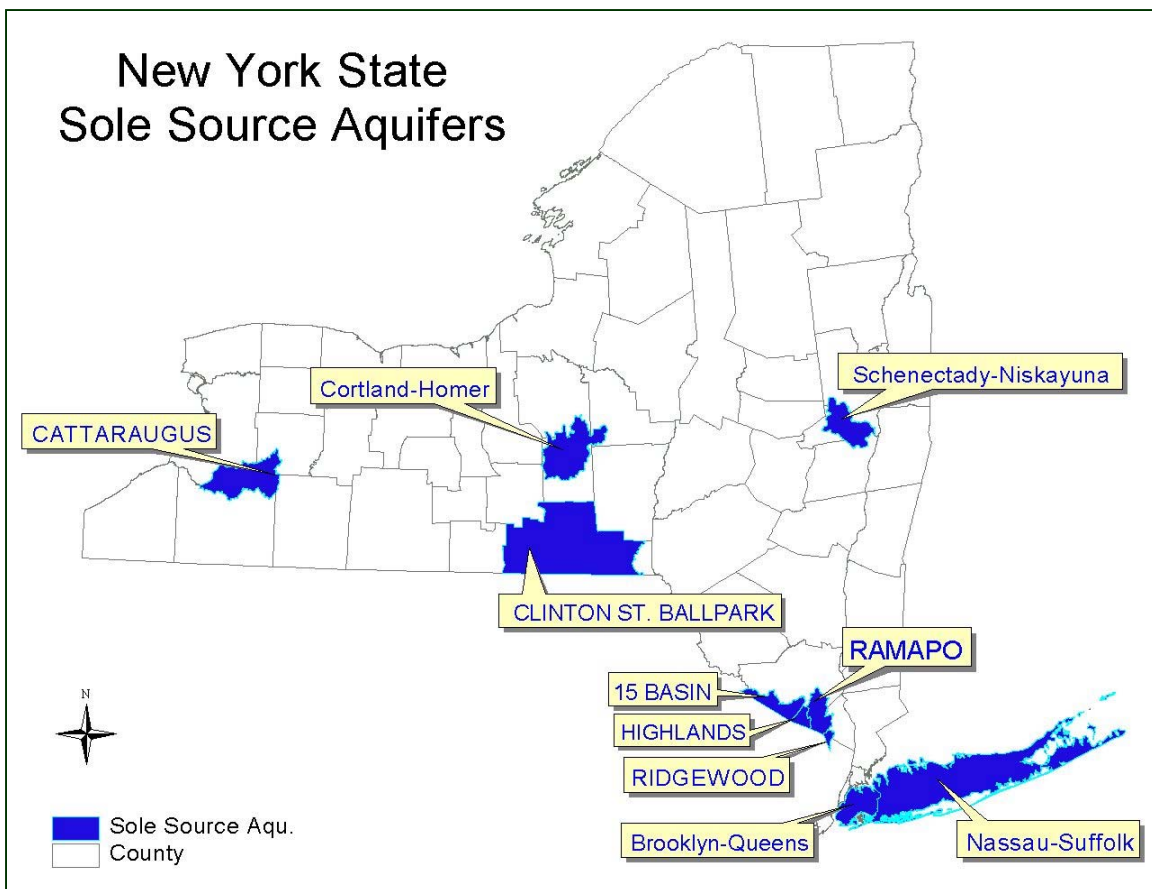 New York State
Sole Source Aquifers
Schenectady-Niskayuna
Cortland-Homer
CATTARAUGUS
CLINTON ST. BALLPARK
RAMAPO
15 BASIN
HIGHLANDS
RIDGEWOOD
Brooklyn-Queens
Nassau-Suffolk
N
Sole Source Aqu.
County